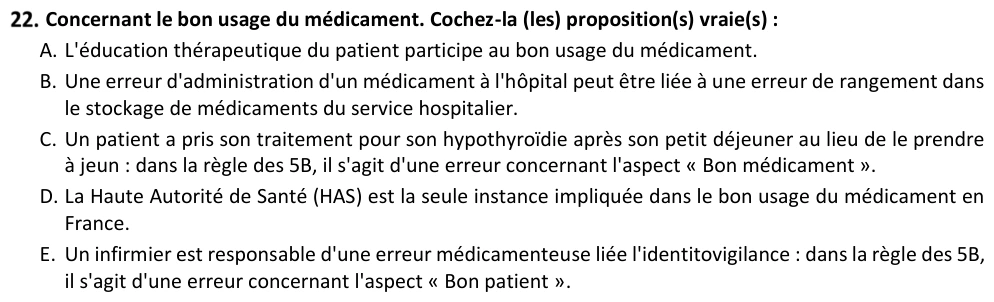 22. Concernant le bon usage du médicament. Cochez-la (les) proposition(s) vraie(s) :
A. L'éducation thérapeutique du patient participe au bon usage du médicament.
B. Une erreur d'administration d'un médicament à l'hôpital peut être liée à une erreur de rangement dans
le stockage de médicaments du service hospitalier.
C. Un patient a pris son traitement pour son hypothyroïdie après son petit déjeuner au lieu de le prendre
à jeun : dans la règle des 5B, il s'agit d'une erreur concernant l'aspect « Bon médicament ».
D. La Haute Autorité de Santé (HAS) est la seule instance impliquée dans le bon usage du médicament en
France.
E. Un infirmier est responsable d'une erreur médicamenteuse liée l'identitovigilance : dans la règle des 5B,
il s'agit d'une erreur concernant l'aspect « Bon patient ».